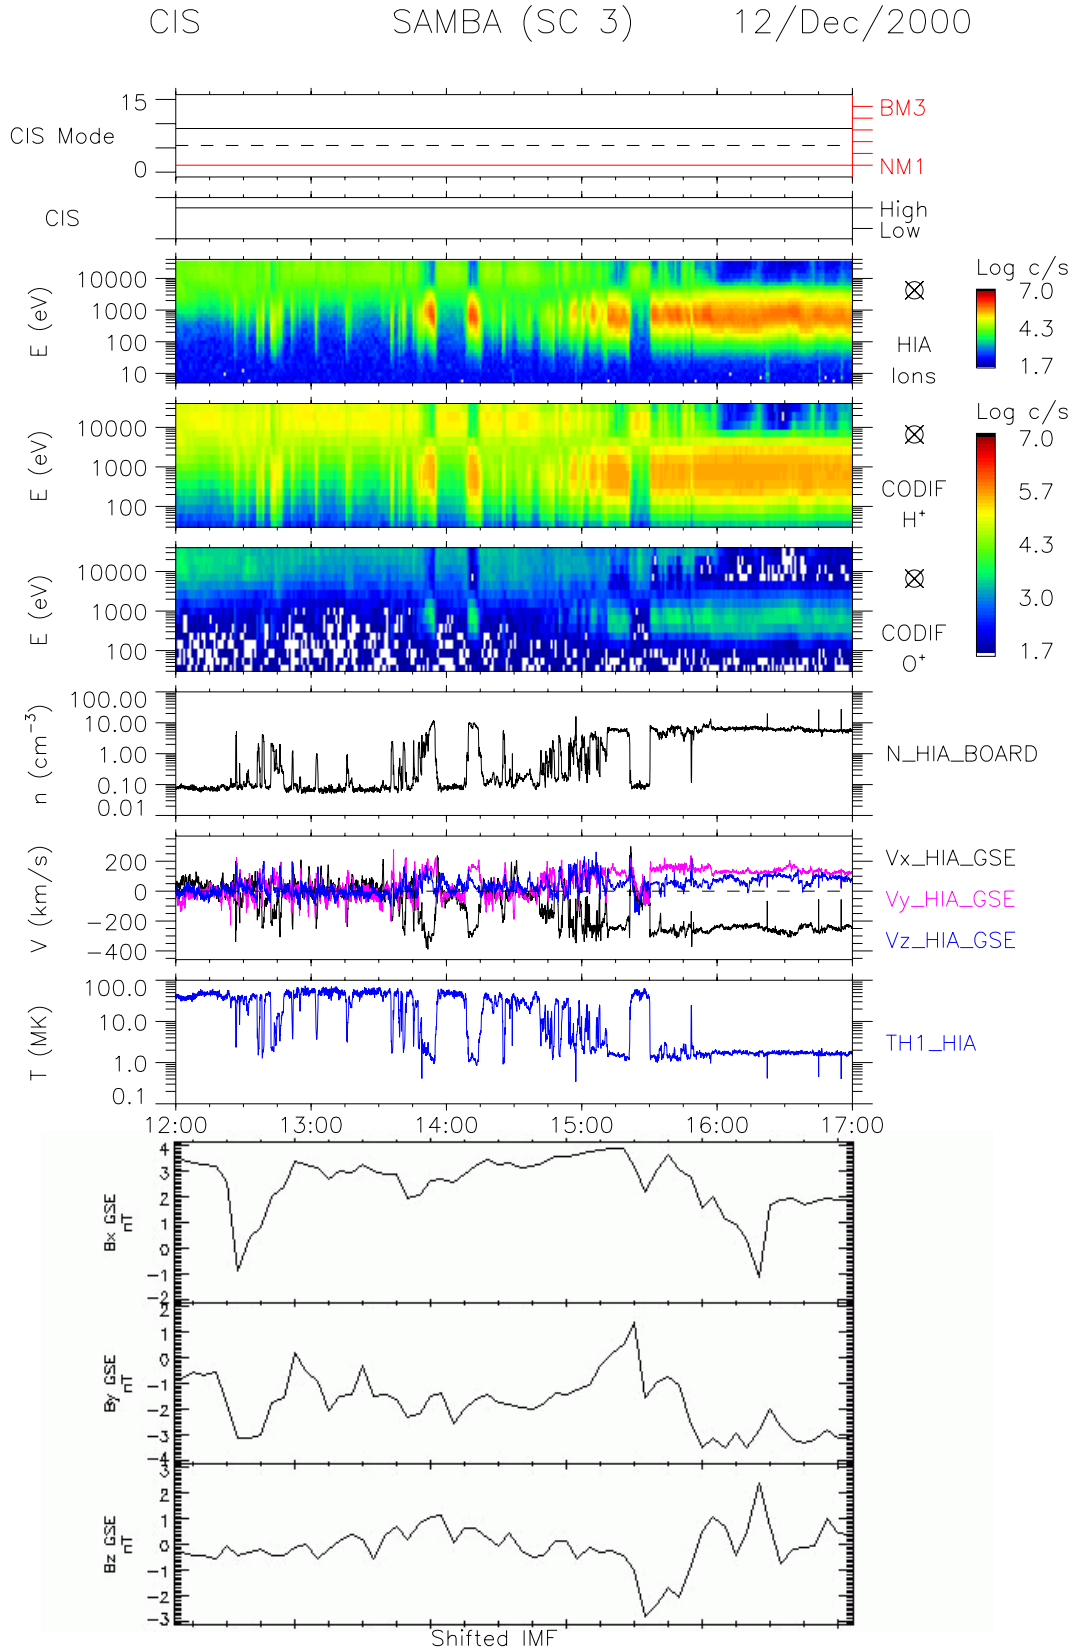 CIS SAMBA (SC 3) 12/Dec/2000
15
CIS Mode
0
BM3
NM1
CIS
High
Low
10000
1000
100
10
E (eV)
HIA
Ions
Log c/s
7.0
4.3
1.7
10000
1000
100
E (eV)
CODIF
H+
Log c/s
7.0
5.7
4.3
3.0
1.7
10000
1000
100
E (eV)
CODIF
O+
100.00
10.00
1.00
0.10
0.01
n (cm-3)
N_HIA_BOARD
200
0
-200
-400
V (km/s)
Vx_HIA_GSE
Vy_HIA_GSE
Vz_HIA_GSE
100.0
10.0
1.0
0.1
T (MK)
TH1_HIA
12:00 13:00 14:00 15:00 16:00 17:00
4
3
2
1
0
-1
-2
Bx GSE
nT
2
1
0
-1
-2
-3
-4
By GSE
nT
3
2
1
0
-1
-2
-3
Bz GSE
nT
Shifted IMF